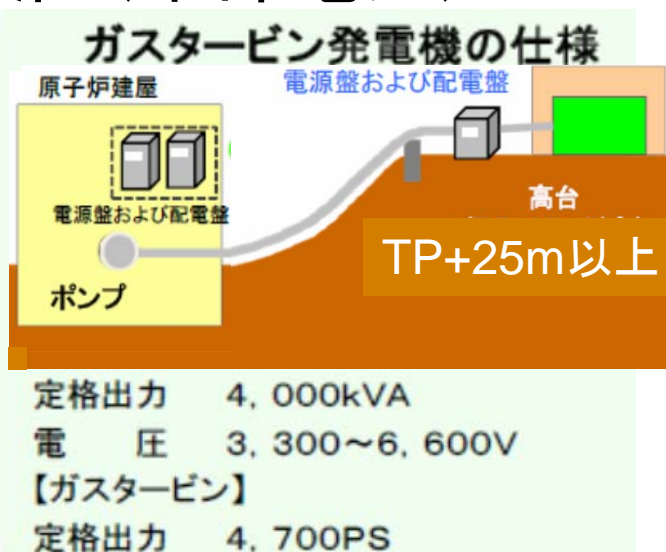 ガスタービン発電機の仕様
原子炉建屋
電源盤および配電盤
電源盤および配電盤
高台
TP+25m以上
ポンプ
定格出力 4,000kVA
電 圧 3,300~6,600V
【ガスタービン】
定格出力 4,700PS